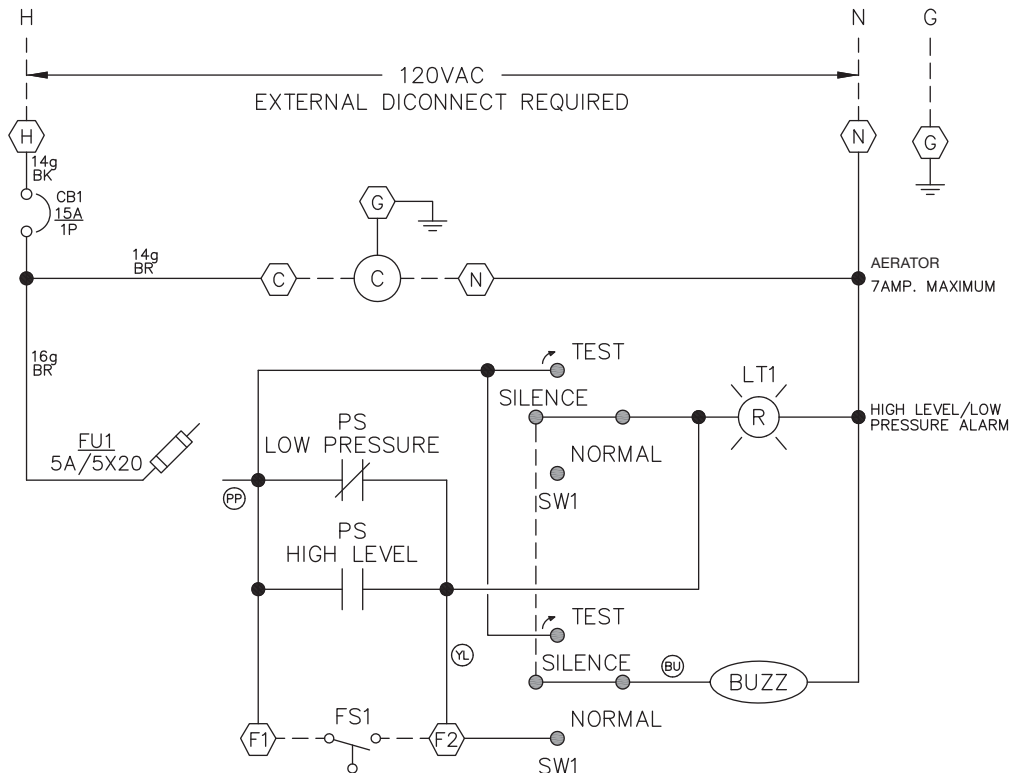 H N G
120VAC
EXTERNAL DICONNECT REQUIRED
H N G
14g
BK
CB1
15A
1P
G
14g
BR
C C N
AERATOR
7AMP. MAXIMUM
16g
BR
TEST
LT1
SILENCE
R
HIGH LEVEL/LOW
PRESSURE ALARM
FU1
5A/5X20
PS
LOW PRESSURE
NORMAL
PP
SW1
PS
HIGH LEVEL
TEST
YL
SILENCE
BU
BUZZ
FS1
NORMAL
F1 F2
SW1